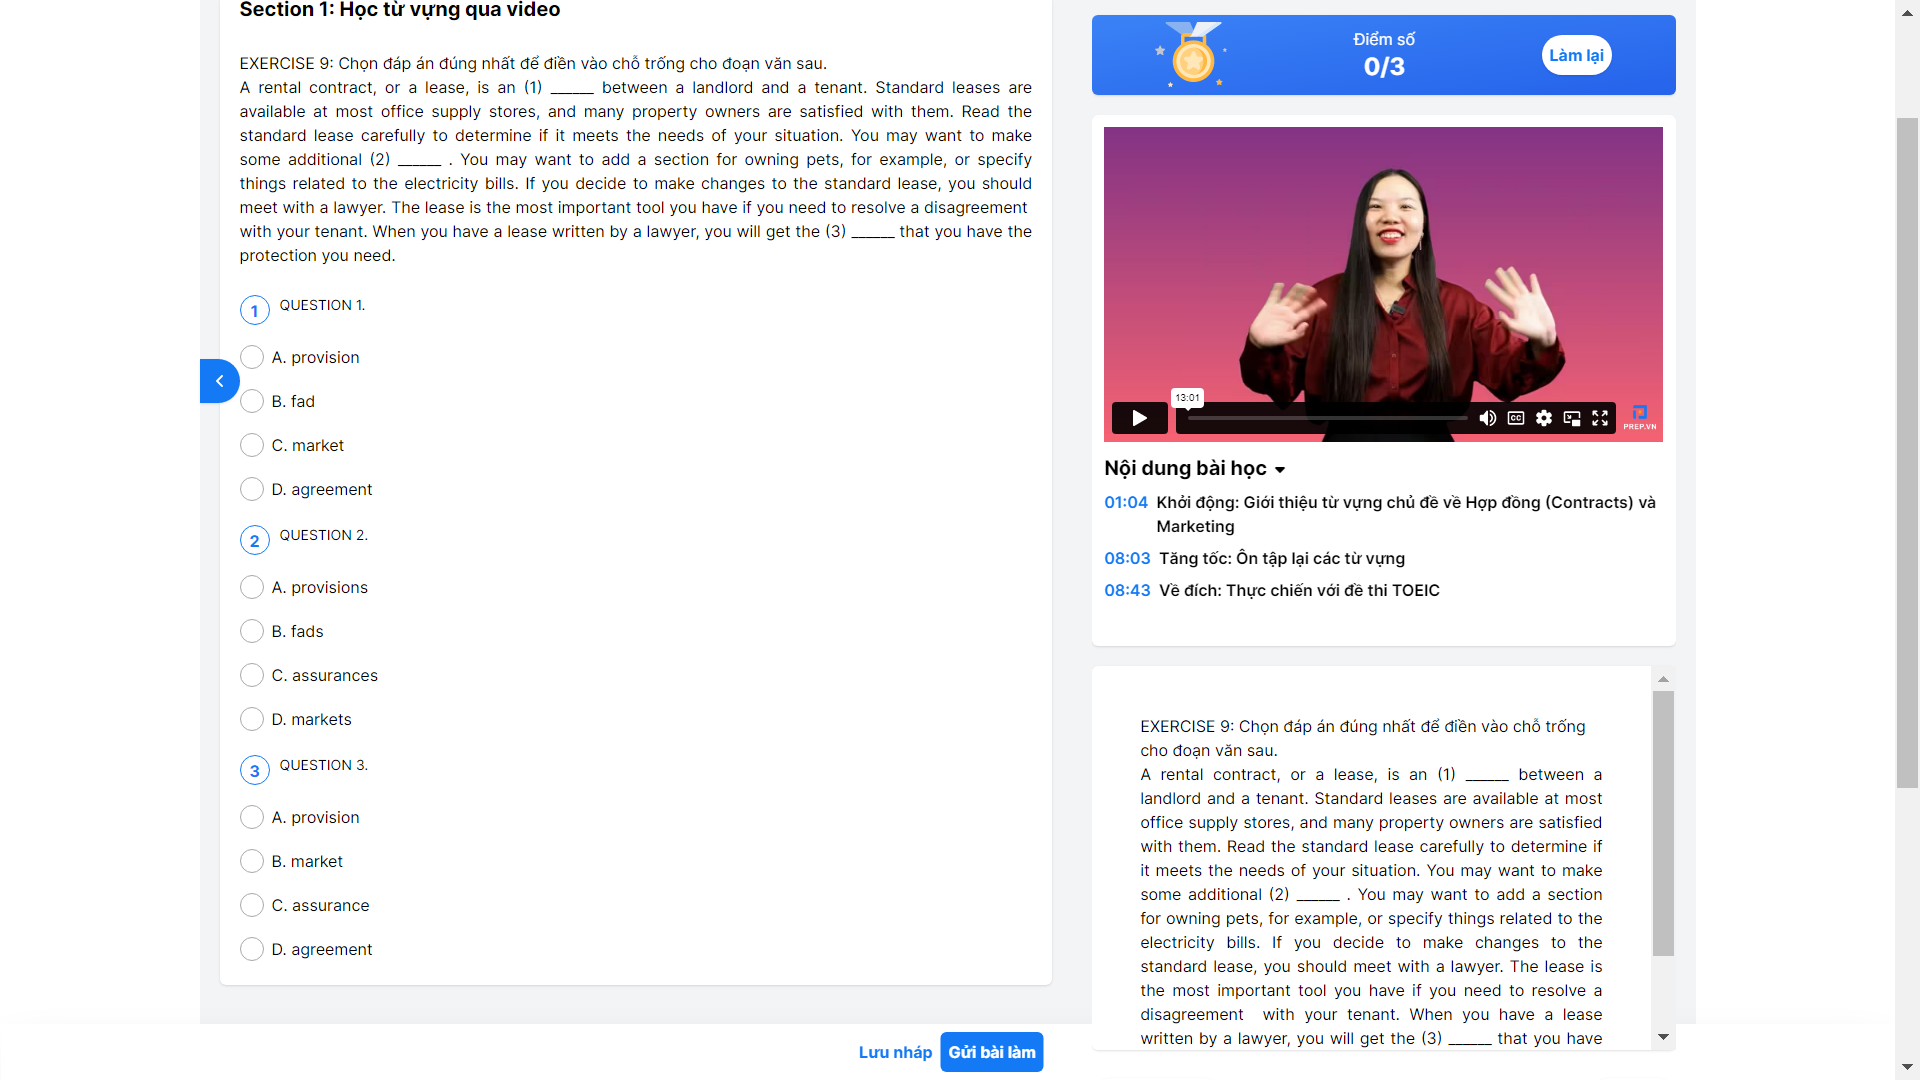 Section 1: Học từ vựng qua video
EXERCISE 9: Chọn đáp án đúng nhất để điền vào chỗ trống cho đoạn văn sau.
A rental contract, or a lease, is an (1) ______ between a landlord and a tenant. Standard leases are
available at most office supply stores, and many property owners are satisfied with them. Read the
standard lease carefully to determine if it meets the needs of your situation. You may want to make
some additional (2) ______ . You may want to add a section for owning pets, for example, or specify
things related to the electricity bills. If you decide to make changes to the standard lease, you should
meet with a lawyer. The lease is the most important tool you have if you need to resolve a disagreement
with your tenant. When you have a lease written by a lawyer, you will get the (3) ______ that you have the
protection you need.
1 QUESTION 1.
A. provision
B. fad
C. market
D. agreement
2 QUESTION 2.
A. provisions
B. fads
C. assurances
D. markets
3 QUESTION 3.
A. provision
B. market
C. assurance
D. agreement
Lưu nháp
Gửi bài làm
Điểm số
0/3
Làm lại
13:01
CC
PREP.VN
Nội dung bài học
01:04 Khởi động: Giới thiệu từ vựng chủ đề về Hợp đồng (Contracts) và
Marketing
08:03 Tăng tốc: Ôn tập lại các từ vựng
08:43 Về đích: Thực chiến với đề thi TOEIC
EXERCISE 9: Chọn đáp án đúng nhất để điền vào chỗ trống
cho đoạn văn sau.
A rental contract, or a lease, is an (1) ______ between a
landlord and a tenant. Standard leases are available at most
office supply stores, and many property owners are satisfied
with them. Read the standard lease carefully to determine if
it meets the needs of your situation. You may want to make
some additional (2) ______ . You may want to add a section
for owning pets, for example, or specify things related to the
electricity bills. If you decide to make changes to the
standard lease, you should meet with a lawyer. The lease is
the most important tool you have if you need to resolve a
disagreement with your tenant. When you have a lease
written by a lawyer, you will get the (3) ______ that you have